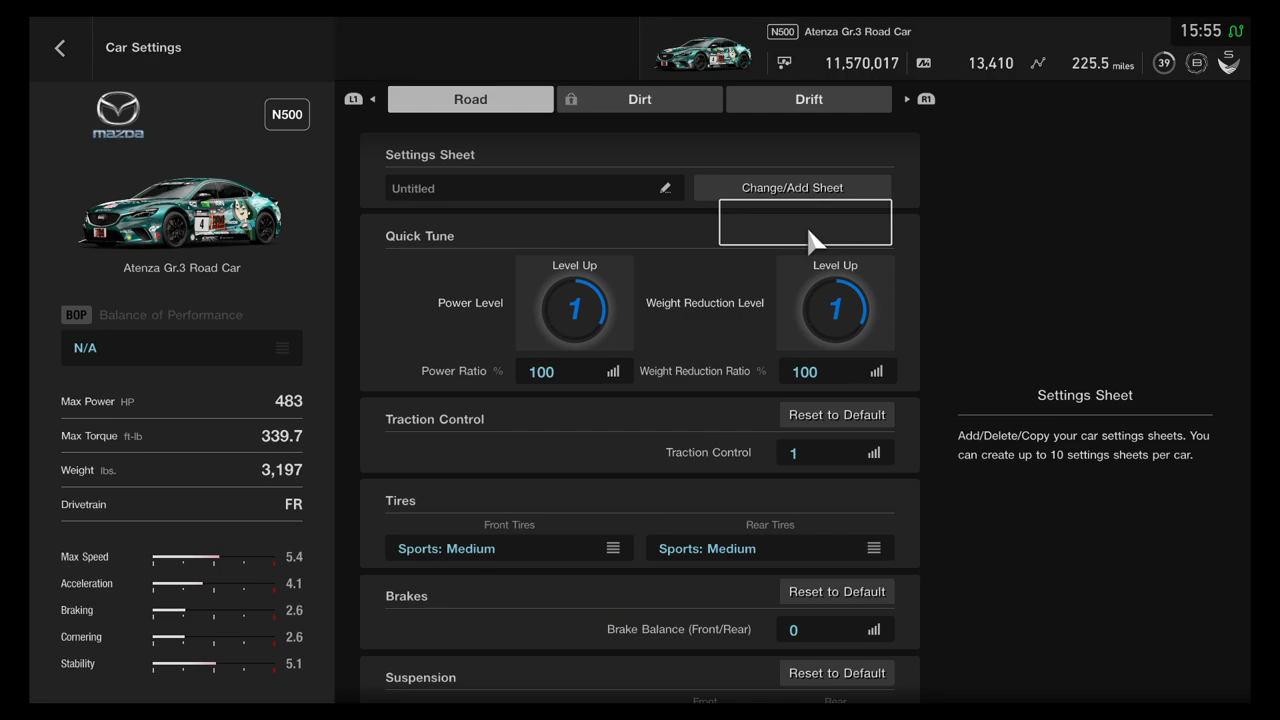 Car Settings
N500 Atenza Gr.3 Road Car
15:55
11,570,017 13,410 225.5 miles 39 B S
mazda
N500
Atenza Gr.3 Road Car
BOP Balance of Performance
N/A
Max Power HP 483
Max Torque ft-lb 339.7
Weight lbs. 3,197
Drivetrain FR
Max Speed 5.4
Acceleration 4.1
Braking 2.6
Cornering 2.6
Stability 5.1
L1 Road Dirt Drift R1
Settings Sheet
Untitled Change/Add Sheet
Quick Tune
Level Up Level Up
Power Level 1 Weight Reduction Level 1
Power Ratio % 100 Weight Reduction Ratio % 100
Traction Control Reset to Default
Traction Control 1
Tires
Front Tires Rear Tires
Sports: Medium Sports: Medium
Brakes Reset to Default
Brake Balance (Front/Rear) 0
Suspension Reset to Default
Front Rear
Settings Sheet
Add/Delete/Copy your car settings sheets. You
can create up to 10 settings sheets per car.
4